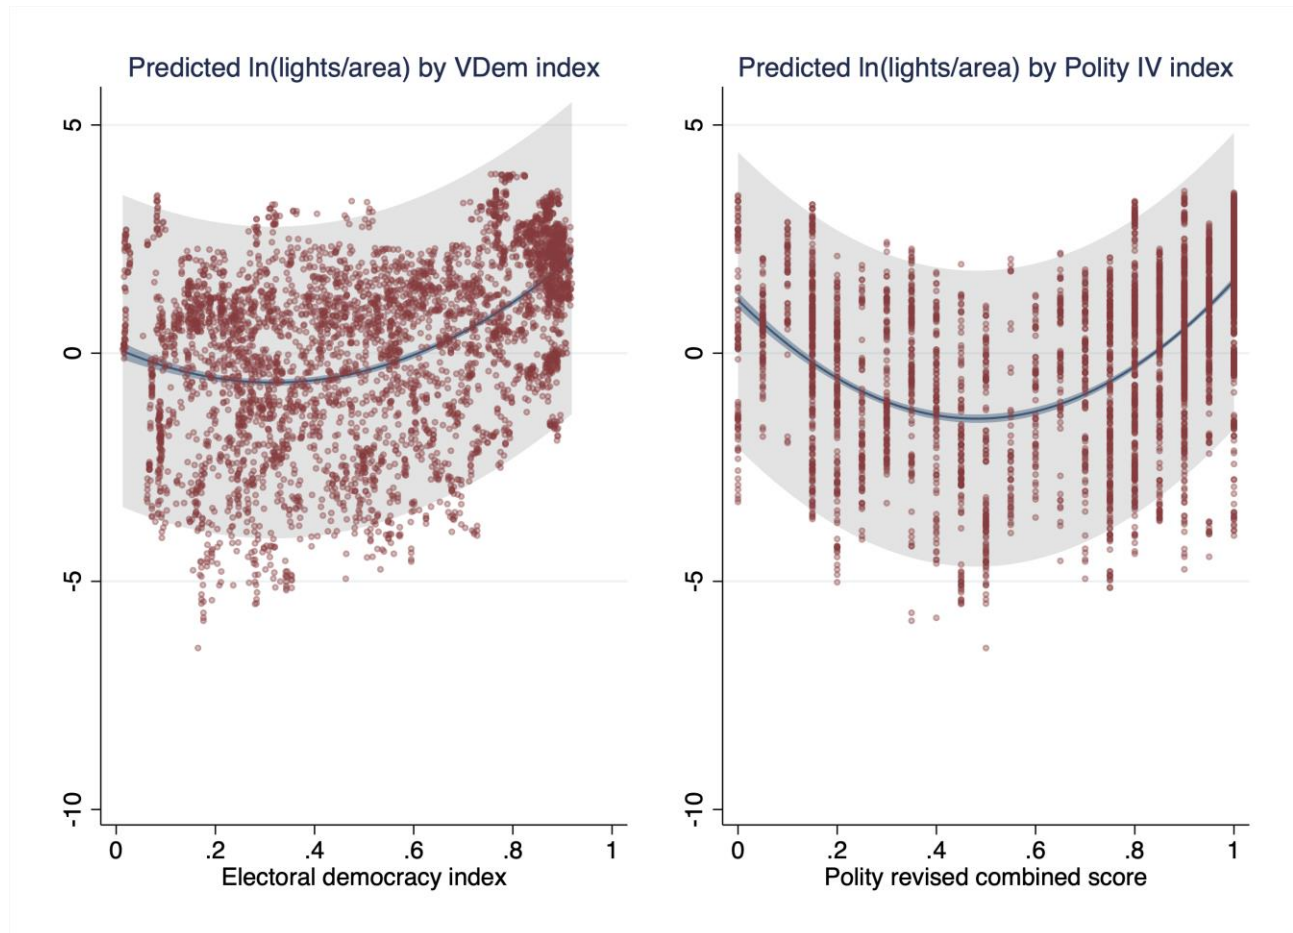 Predicted ln(lights/area) by VDem index
5
0
-5
-10
0 .2 .4 .6 .8 1
Electoral democracy index
Predicted ln(lights/area) by Polity IV index
5
0
-5
-10
0 .2 .4 .6 .8 1
Polity revised combined score